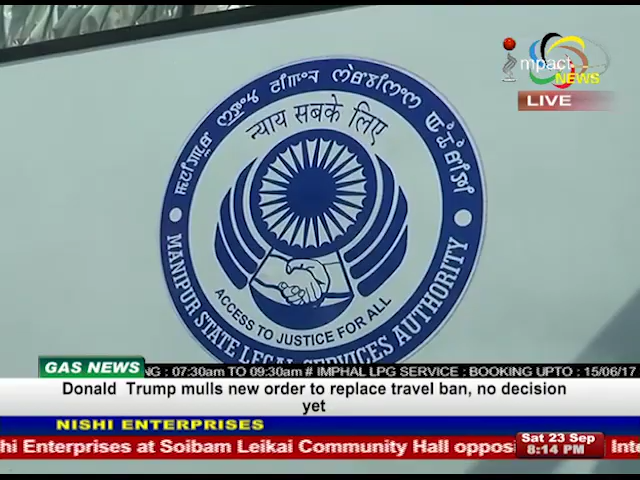 mpact
NEWS
LIVE
न्याय सबके लिए
ACCESS TO JUSTICE FOR ALL
MANIPUR STATE LEGAL SERVICES AUTHORITY
GAS NEWS
NG : 07:30am TO 09:30am # IMPHAL LPG SERVICE : BOOKING UPTO : 15/06/17
Donald Trump mulls new order to replace travel ban, no decision
yet
NISHI ENTERPRISES
hi Enterprises at Soibam Leikai Community Hall opposi
Sat 23 Sep
8:14 PM
Inte